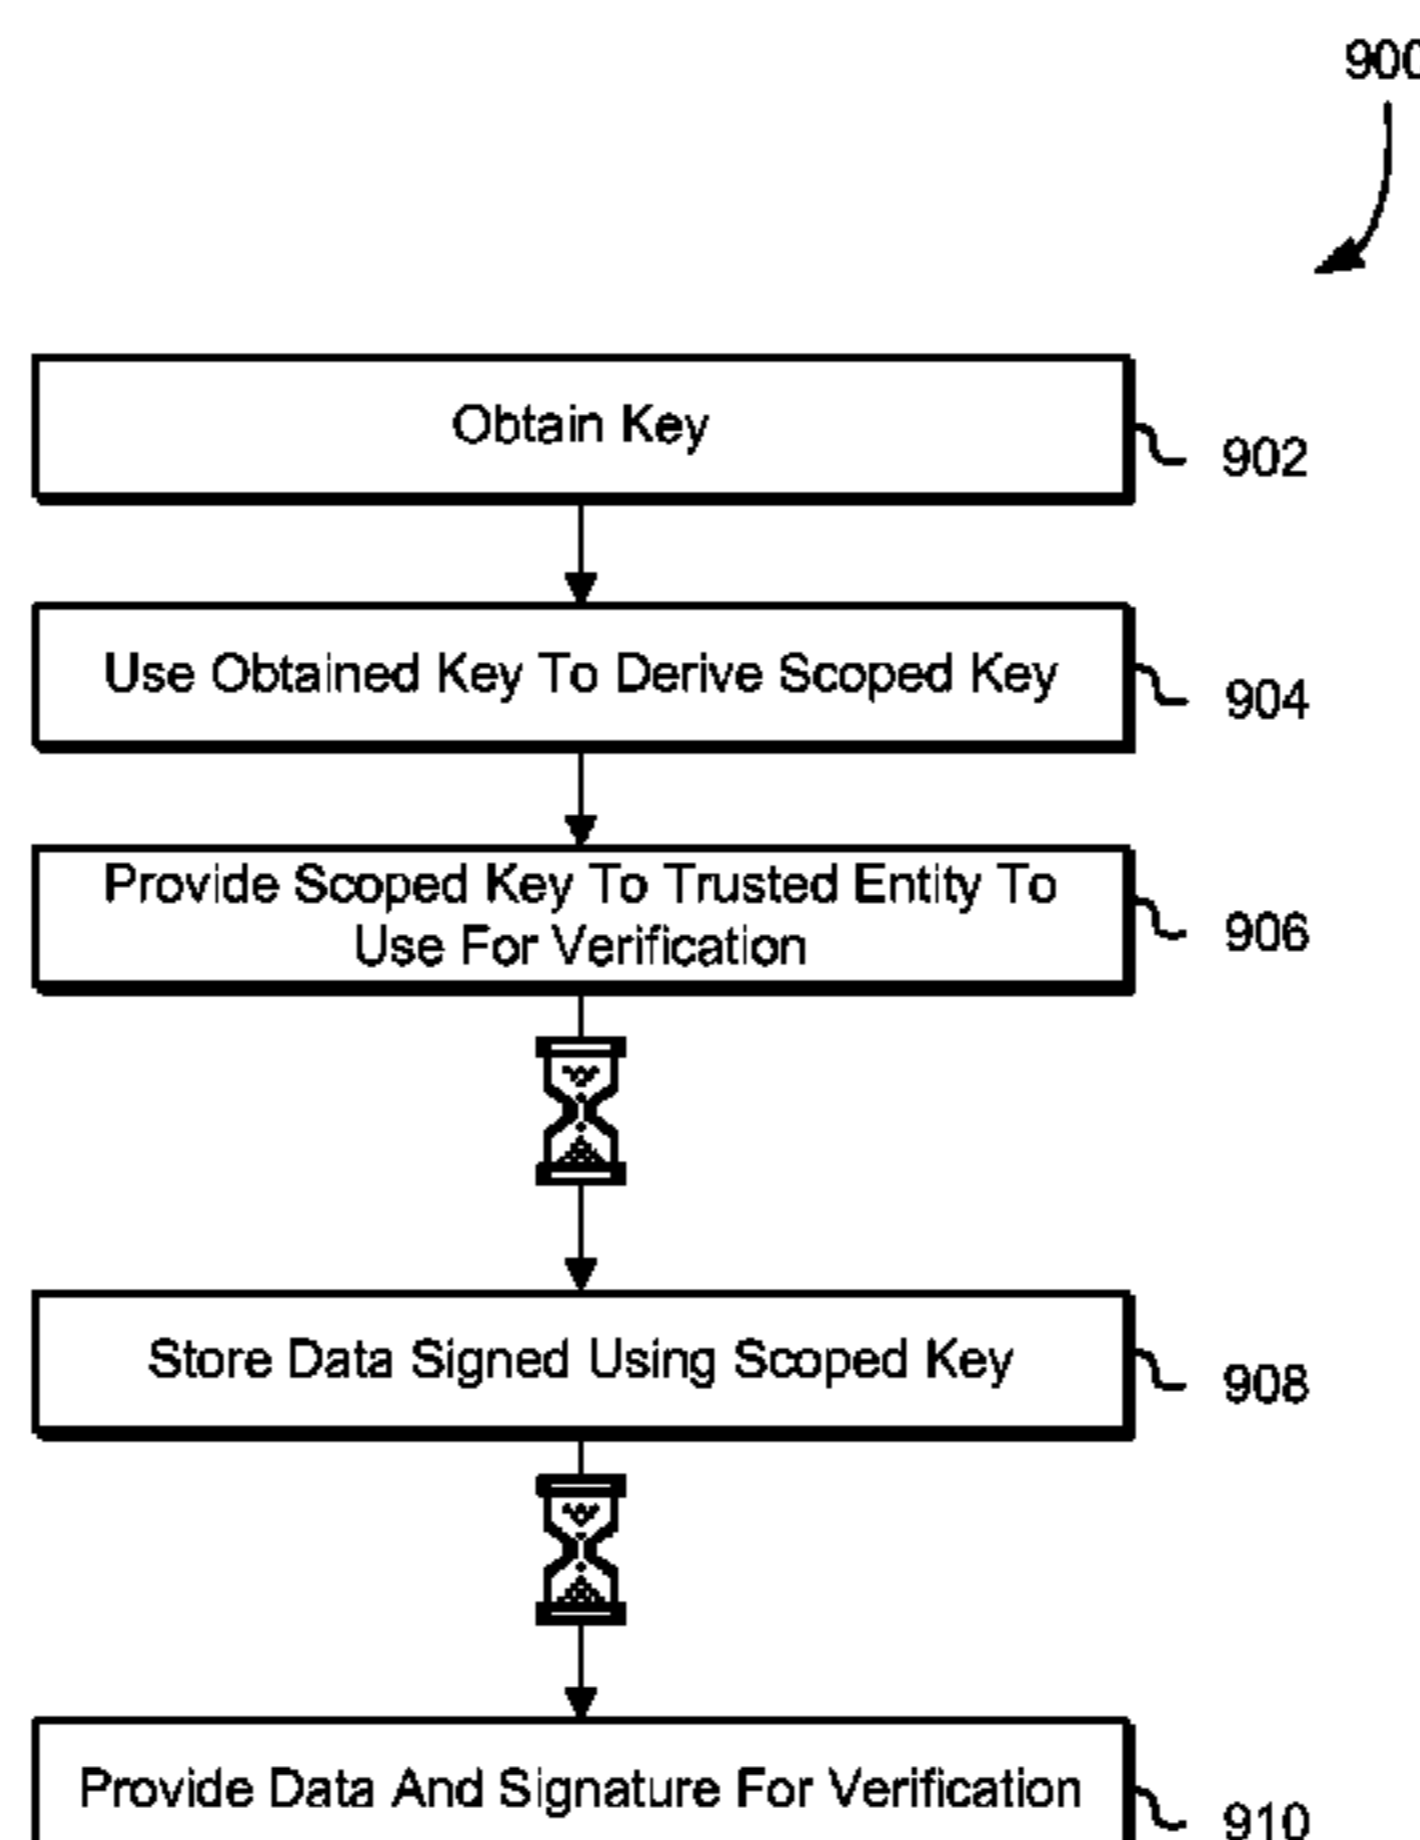 900
Obtain Key
902
Use Obtained Key To Derive Scoped Key
904
Provide Scoped Key To Trusted Entity To
Use For Verification
906
Store Data Signed Using Scoped Key
908
Provide Data And Signature For Verification
910